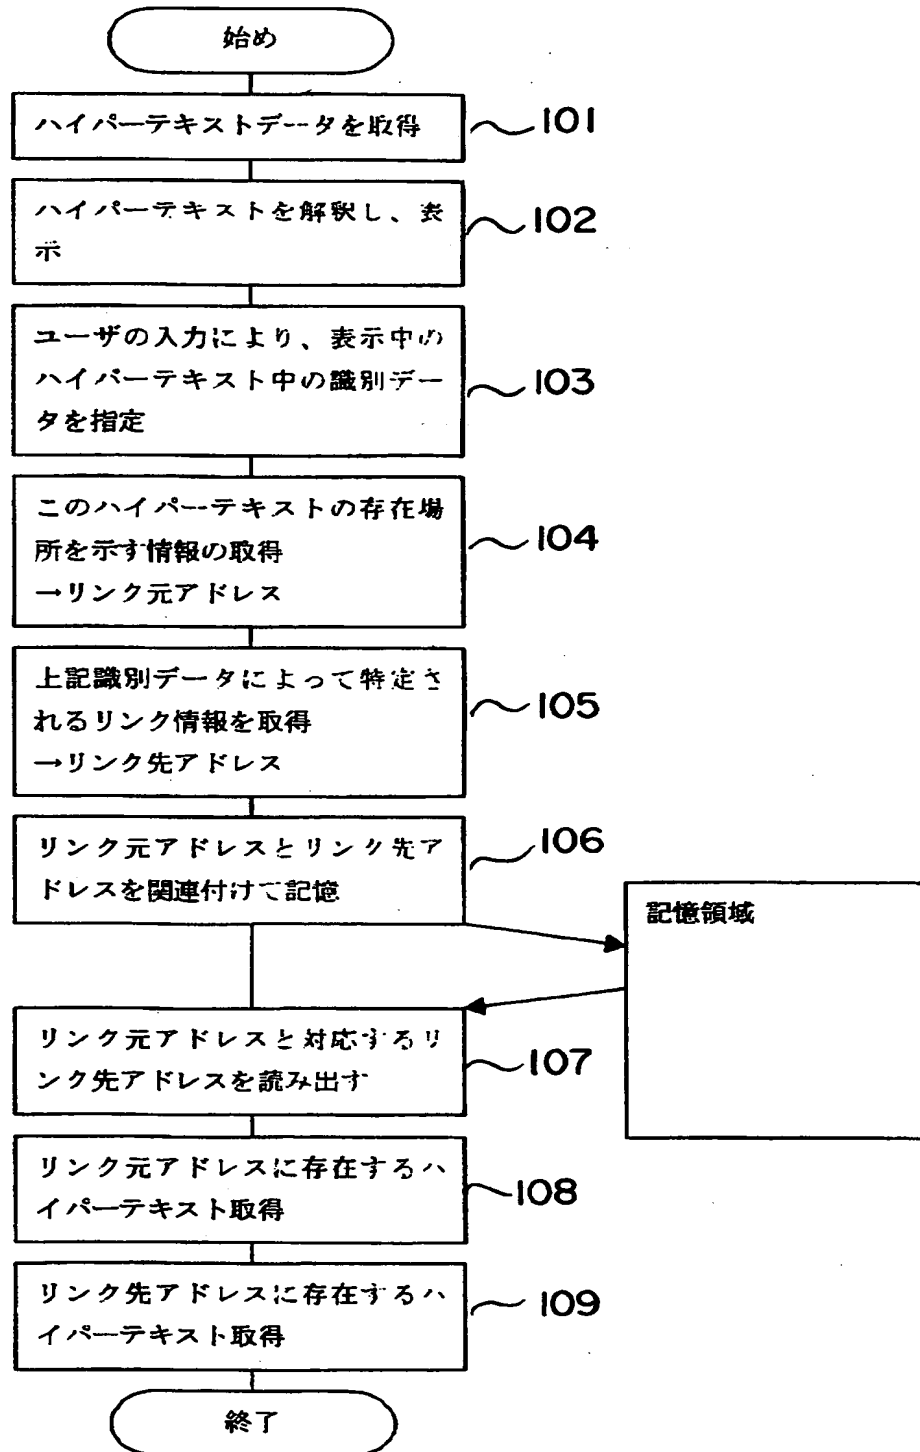 始め
ハイパーテキストデータを取得
101
ハイパーテキストを解釈し、表
示
102
ユーザの入力により、表示中の
ハイパーテキスト中の識別デー
タを指定
103
このハイパーテキストの存在場
所を示す情報の取得
→リンク元アドレス
104
上記識別データによって特定さ
れるリンク情報を取得
→リンク先アドレス
105
リンク元アドレスとリンク先ア
ドレスを関連付けて記憶
106
記憶領域
リンク元アドレスと対応するリ
ンク先アドレスを読み出す
107
リンク元アドレスに存在するハ
イパーテキスト取得
108
リンク先アドレスに存在するハ
イパーテキスト取得
109
終了